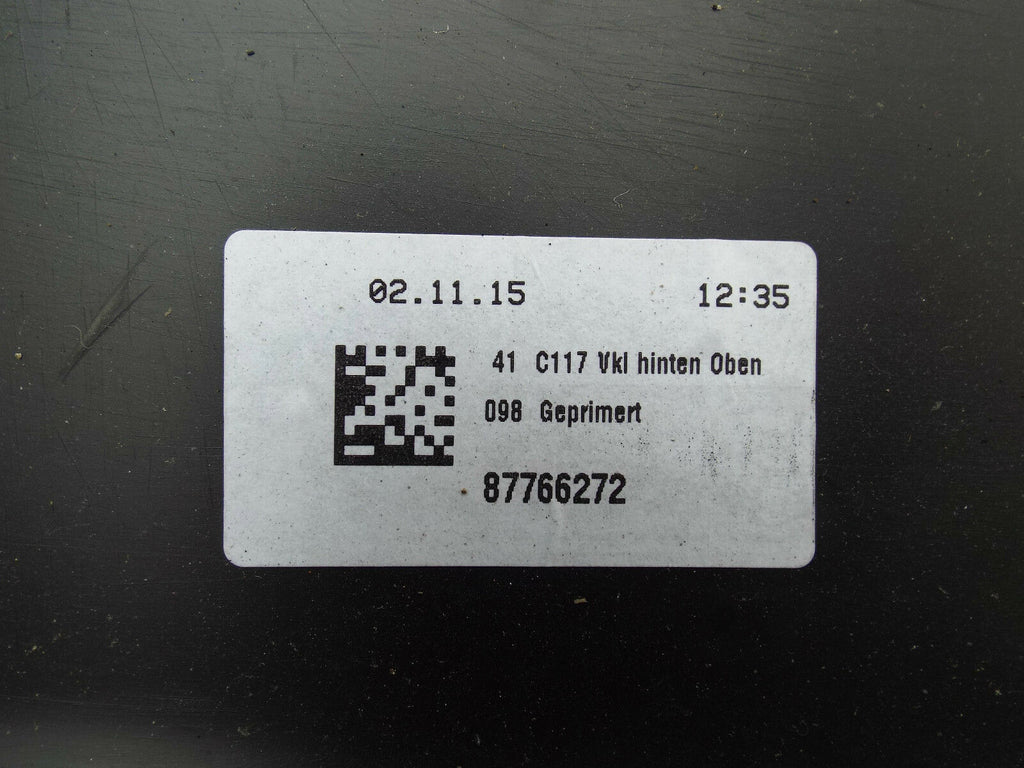 02.11.15 12:35
41 C117 Vkl hinten Oben
098 Geprimert
87766272